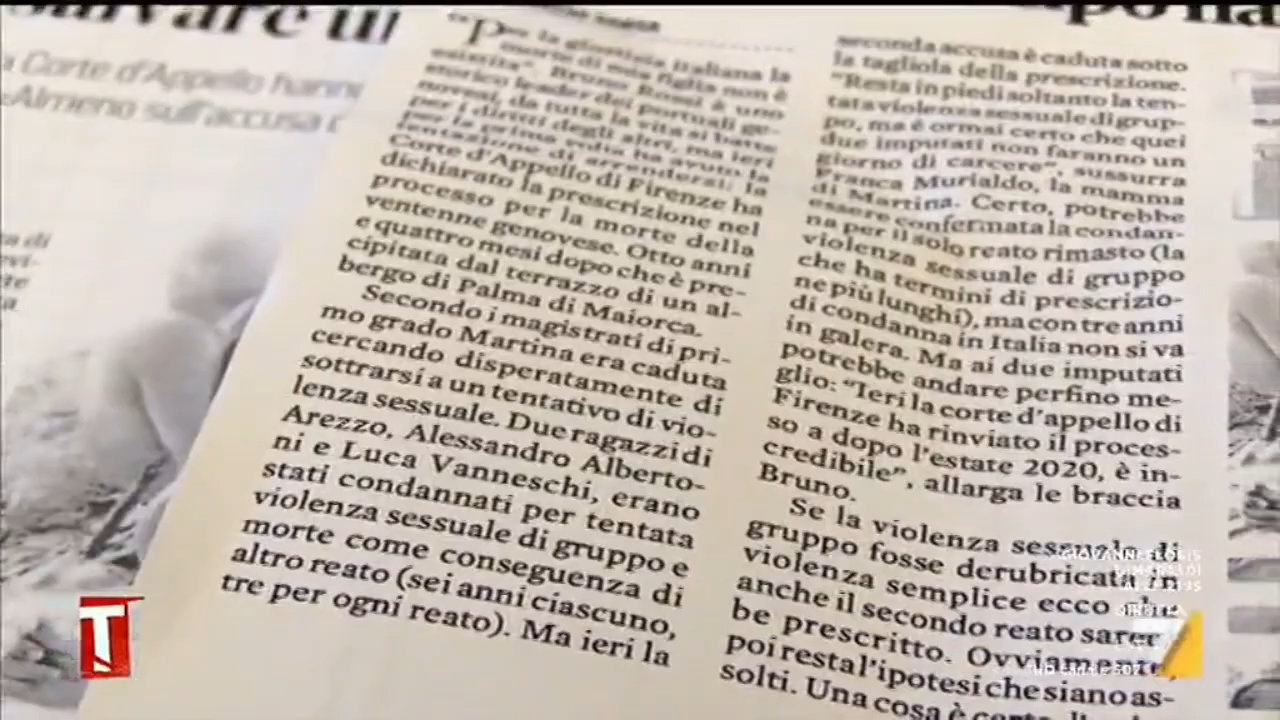 salvare un
a Corte d'Appello hann
«Almeno sull'accusa
"Per la giustizia italiana la
morte di mia figlia non è
esistita". Bruno Rossi è uno
storico leader dei portuali ge-
novesi, da tutta la vita si batte
per i diritti degli altri, ma ieri
per la prima volta ha avuto la
tentazione di arrendersi: la
Corte d'Appello di Firenze ha
dichiarato la prescrizione nel
processo per la morte della
ventenne genovese. Otto anni
e quattro mesi dopo che è pre-
cipitata dal terrazzo di un al-
bergo di Palma di Maiorca.
Secondo i magistrati di pri-
mo grado Martina era caduta
cercando disperatamente di
sottrarsi a un tentativo di vio-
lenza sessuale. Due ragazzi di
Arezzo, Alessandro Alberto-
ni e Luca Vanneschi, erano
stati condannati per tentata
violenza sessuale di gruppo e
morte come conseguenza di
altro reato (sei anni ciascuno,
tre per ogni reato). Ma ieri la
seconda accusa è caduta sotto
la tagliola della prescrizione.
"Resta in piedi soltanto la ten-
tata violenza sessuale di grup-
po, ma è ormai certo che quei
due imputati non faranno un
giorno di carcere", sussurra
Franca Murialdo, la mamma
di Martina. Certo, potrebbe
essere confermata la condan-
na per il solo reato rimasto (la
violenza sessuale di gruppo
che ha termini di prescrizio-
ne più lunghi), ma con tre anni
di condanna in Italia non si va
in galera. Ma ai due imputati
potrebbe andare perfino me-
glio: "Ieri la corte d'appello di
Firenze ha rinviato il proces-
so a dopo l'estate 2020, è in-
credibile", allarga le braccia
Bruno.
Se la violenza sessuale di
gruppo fosse derubricata in
violenza semplice ecco che
anche il secondo reato sareb-
be prescritto. Ovviamente,
poi resta l'ipotesi che siano as-
solti. Una cosa è certa,
T